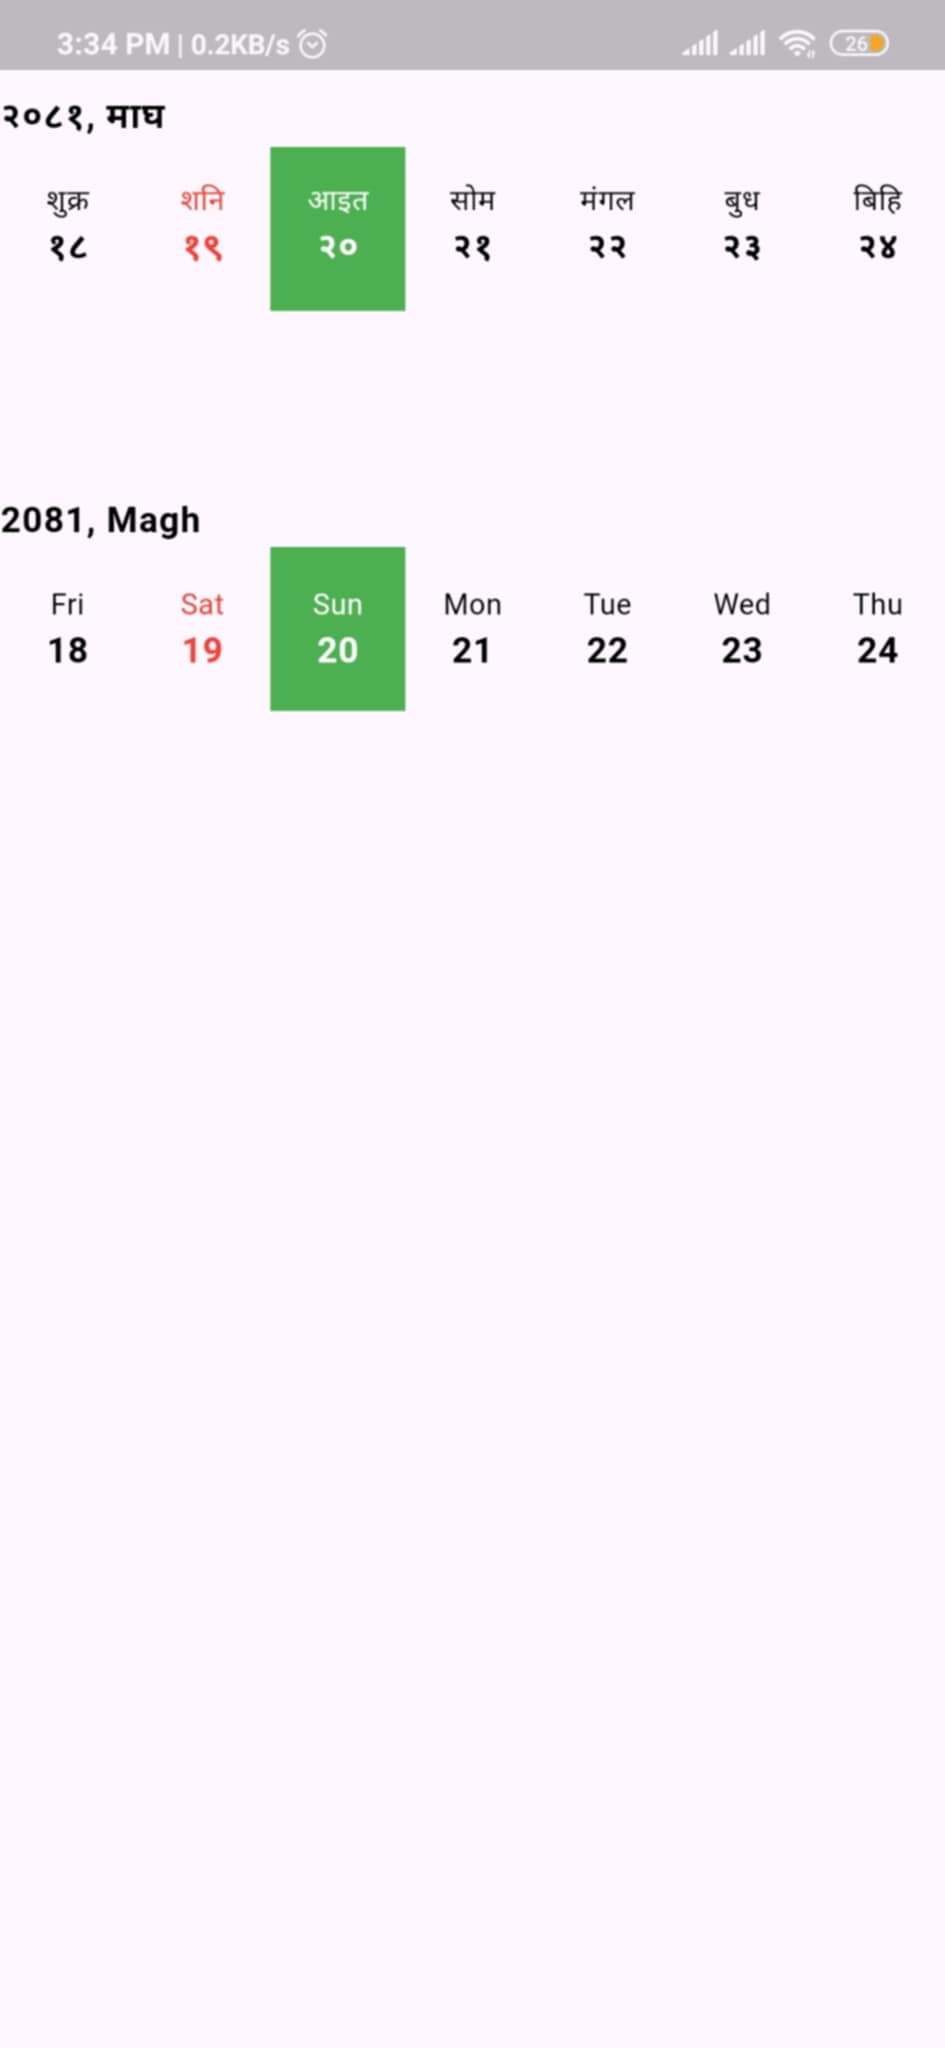 3:34 PM | 0.2KB/s
26
२०८१, माघ
शुक्र शनि आइत सोम मंगल बुध बिहि
१८ १९ २० २१ २२ २३ २४
2081, Magh
Fri Sat Sun Mon Tue Wed Thu
18 19 20 21 22 23 24